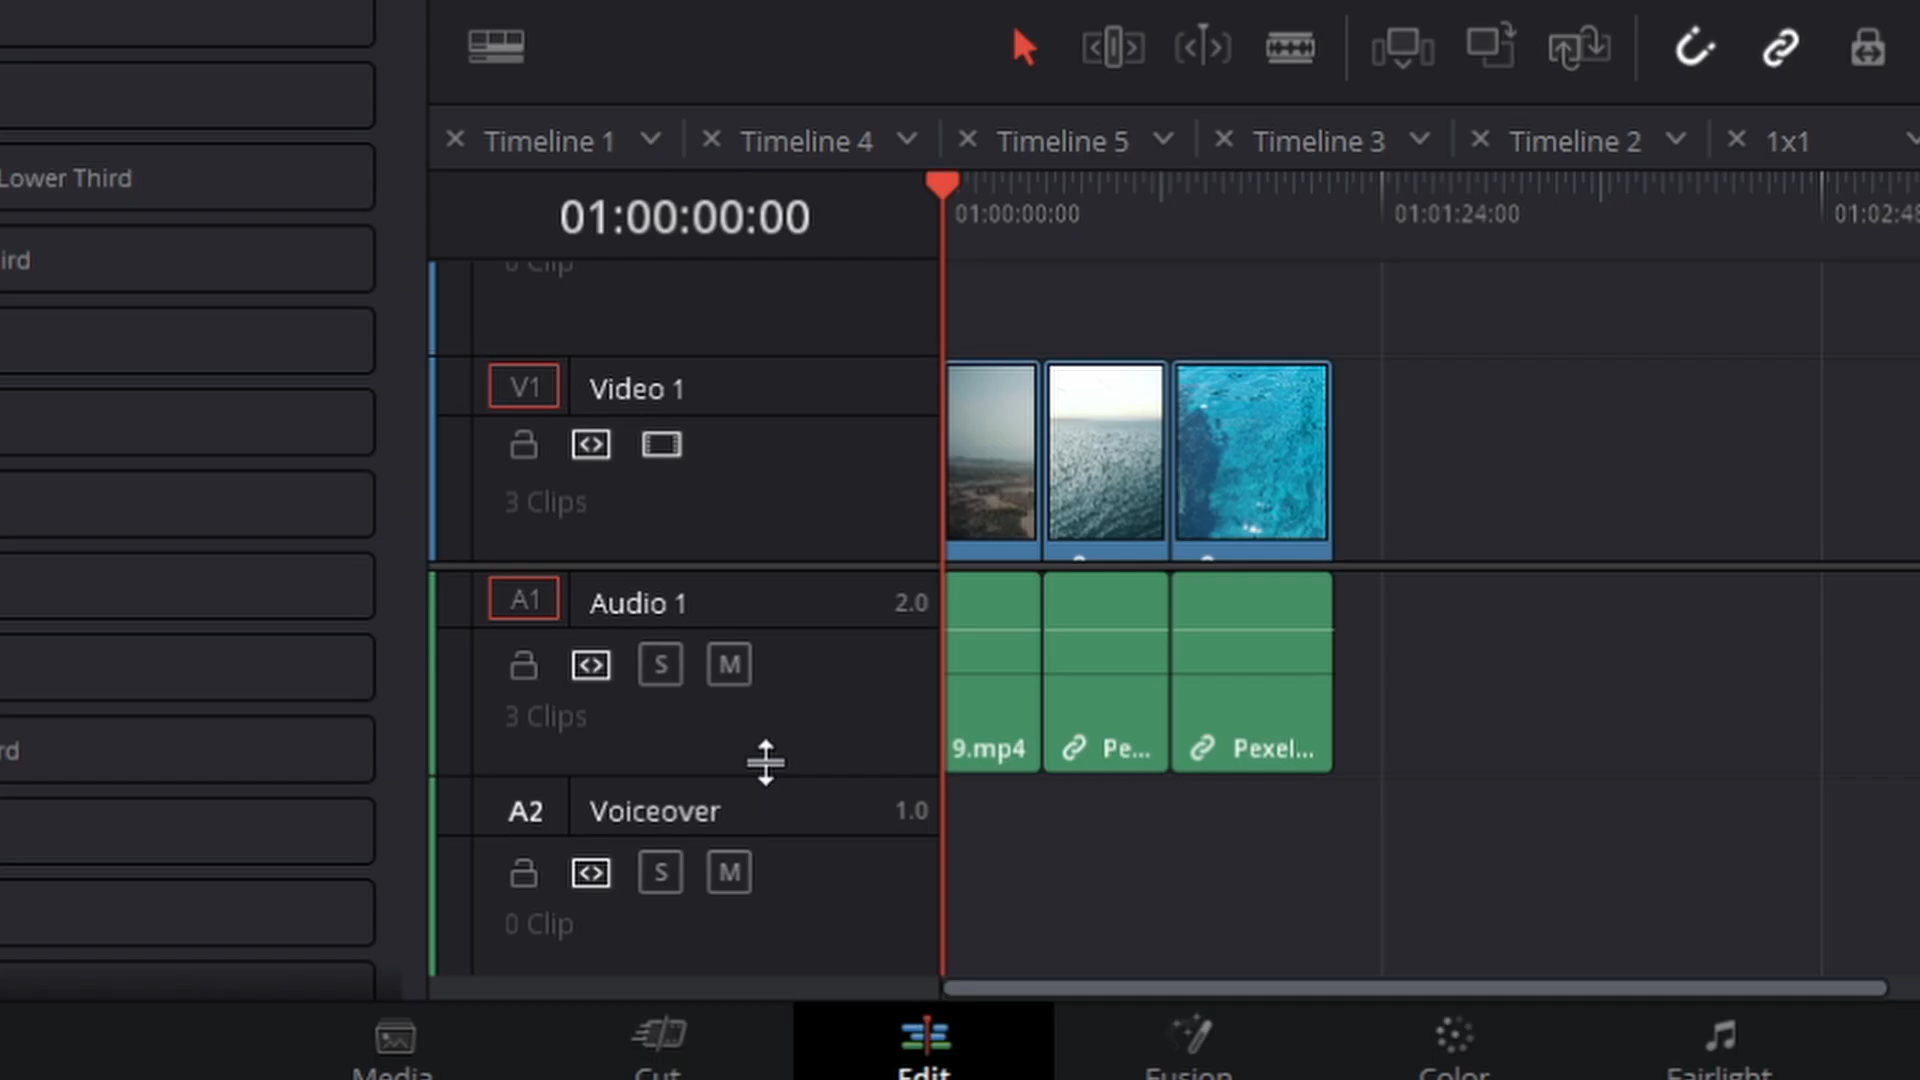 Lower Third
ird
rd
Timeline 1
Timeline 4
Timeline 5
Timeline 3
Timeline 2
1x1
01:00:00:00
01:00:00:00
01:01:24:00
01:02:48
0 Clip
V1
Video 1
3 Clips
A1
Audio 1
2.0
S
M
3 Clips
9.mp4
Pe...
Pexel...
A2
Voiceover
1.0
S
M
0 Clip
Media
Cut
Edit
Fusion
Color
Fairlight